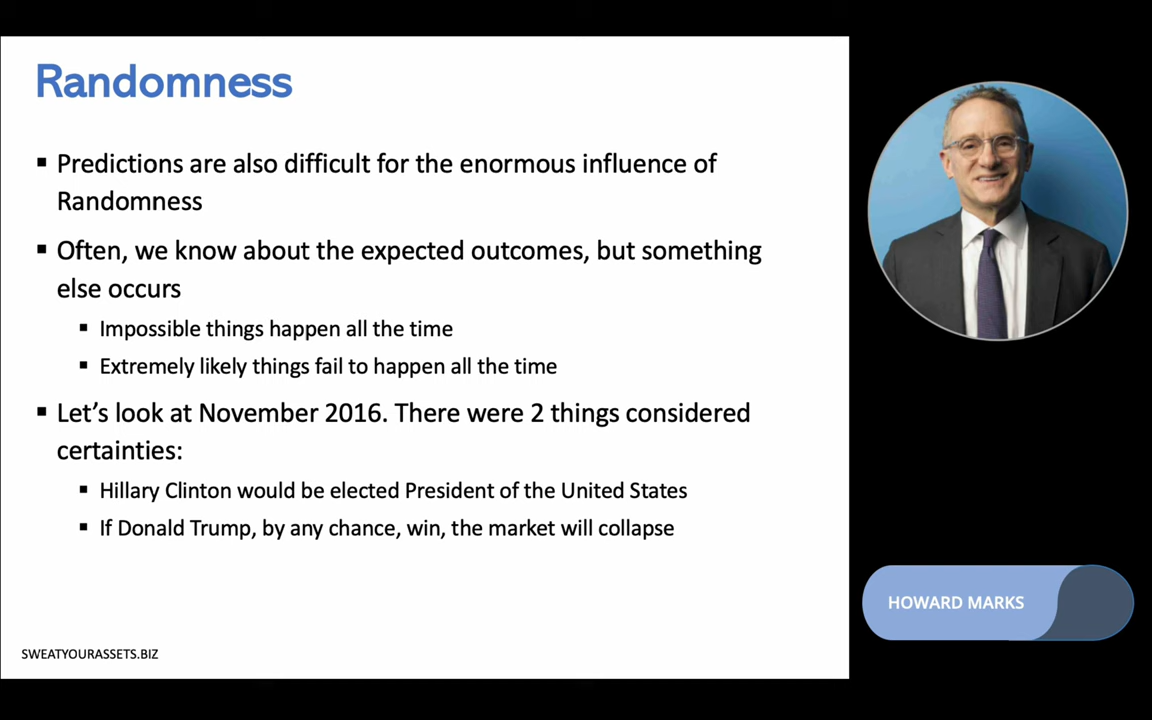 Randomness
▪ Predictions are also difficult for the enormous influence of
Randomness
▪ Often, we know about the expected outcomes, but something
else occurs
▪ Impossible things happen all the time
▪ Extremely likely things fail to happen all the time
▪ Let’s look at November 2016. There were 2 things considered
certainties:
▪ Hillary Clinton would be elected President of the United States
▪ If Donald Trump, by any chance, win, the market will collapse
HOWARD MARKS
SWEATYOURASSETS.BIZ